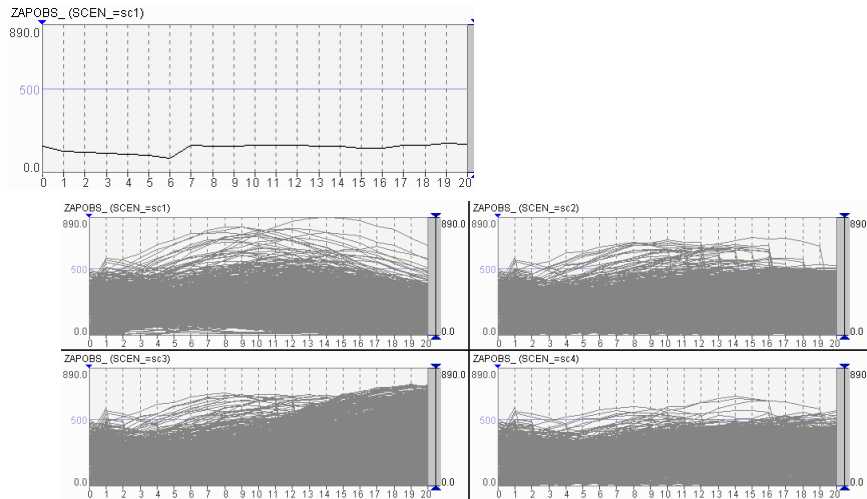 ZAPOBS_ (SCEN_=sc1)
890.0
500
0.0
0 1 2 3 4 5 6 7 8 9 10 11 12 13 14 15 16 17 18 19 20
ZAPOBS_ (SCEN_=sc1) ZAPOBS_ (SCEN_=sc2)
890.0 890.0 890.0 890.0
500 500
0.0 0.0 0.0 0.0
0 1 2 3 4 5 6 7 8 9 10 11 12 13 14 15 16 17 18 19 20 0 1 2 3 4 5 6 7 8 9 10 11 12 13 14 15 16 17 18 19 20
ZAPOBS_ (SCEN_=sc3) ZAPOBS_ (SCEN_=sc4)
890.0 890.0 890.0 890.0
500 500
0.0 0.0 0.0 0.0
0 1 2 3 4 5 6 7 8 9 10 11 12 13 14 15 16 17 18 19 20 0 1 2 3 4 5 6 7 8 9 10 11 12 13 14 15 16 17 18 19 20